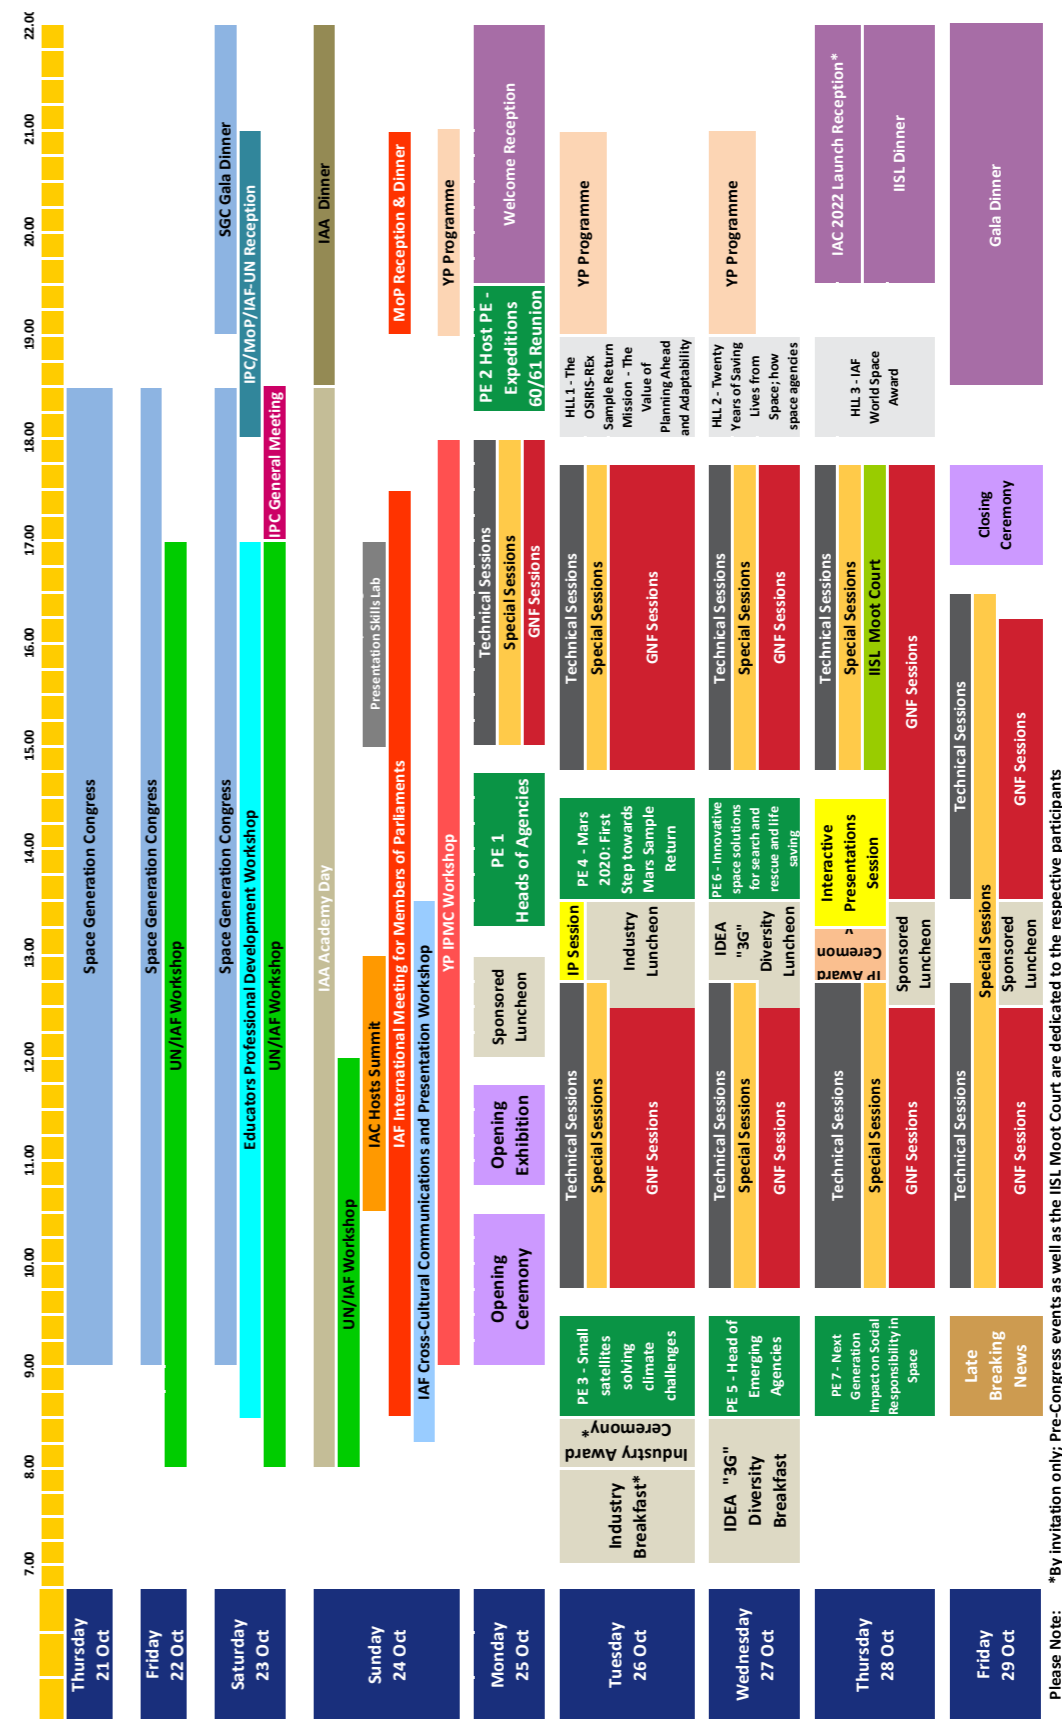 7.00 8.00 9.00 10.00 11.00 12.00 13.00 14.00 15.00 16.00 17.00 18.00 19.00 20.00 21.00 22.00
Thursday
21 Oct
Space Generation Congress
Friday
22 Oct
Space Generation Congress
UN/IAF Workshop
Saturday
23 Oct
Space Generation Congress
SGC Gala Dinner
Educators Professional Development Workshop
IPC/MoP/IAF-UN Reception
UN/IAF Workshop
IPC General Meeting
Sunday
24 Oct
IAA Academy Day
IAA Dinner
UN/IAF Workshop
IAC Hosts Summit
Presentation Skills Lab
IAF International Meeting for Members of Parliaments
MoP Reception & Dinner
IAF Cross-Cultural Communications and Presentation Workshop
YP IPMC Workshop
YP Programme
Monday
25 Oct
Opening
Ceremony
Opening
Exhibition
Sponsored
Luncheon
PE 1
Heads of Agencies
Technical Sessions
Special Sessions
GNF Sessions
PE 2 Host PE -
Expeditions
60/61 Reunion
Welcome Reception
Tuesday
26 Oct
Industry
Breakfast*
Industry Award
Ceremony*
PE 3 - Small
satellites
solving
climate
challenges
Technical Sessions
Special Sessions
GNF Sessions
IP Session
Industry
Luncheon
PE 4 - Mars
2020: First
Step towards
Mars Sample
Return
Technical Sessions
Special Sessions
GNF Sessions
HLL 1 - The
OSIRIS-REx
Sample Return
Mission - The
Value of
Planning Ahead
and Adaptability
YP Programme
Wednesday
27 Oct
IDEA "3G"
Diversity
Breakfast
PE 5 - Head of
Emerging
Agencies
Technical Sessions
Special Sessions
GNF Sessions
IDEA
"3G"
Diversity
Luncheon
PE 6 - Innovative
space solutions
for search and
rescue and life
saving
Technical Sessions
Special Sessions
GNF Sessions
HLL 2 - Twenty
Years of Saving
Lives from
Space; how
space agencies
YP Programme
Thursday
28 Oct
PE 7 - Next
Generation
Impact on Social
Responsibility in
Space
Technical Sessions
Special Sessions
GNF Sessions
IP Award
Ceremon
Sponsored
Luncheon
Interactive
Presentations
Session
Technical Sessions
Special Sessions
IISL Moot Court
GNF Sessions
HLL 3 - IAF
World Space
Award
IAC 2022 Launch Reception*
IISL Dinner
Friday
29 Oct
Late
Breaking
News
Technical Sessions
Special Sessions
GNF Sessions
Sponsored
Luncheon
Technical Sessions
GNF Sessions
Closing
Ceremony
Gala Dinner
Please Note: *By invitation only; Pre-Congress events as well as the IISL Moot Court are dedicated to the respective participants